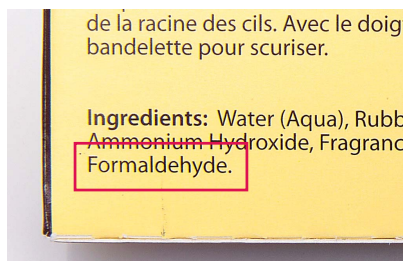 de la racine des cils. Avec le doig
bandelette pour scuriser.
Ingredients: Water (Aqua), Rubb
Ammonium Hydroxide, Fragranc
Formaldehyde.